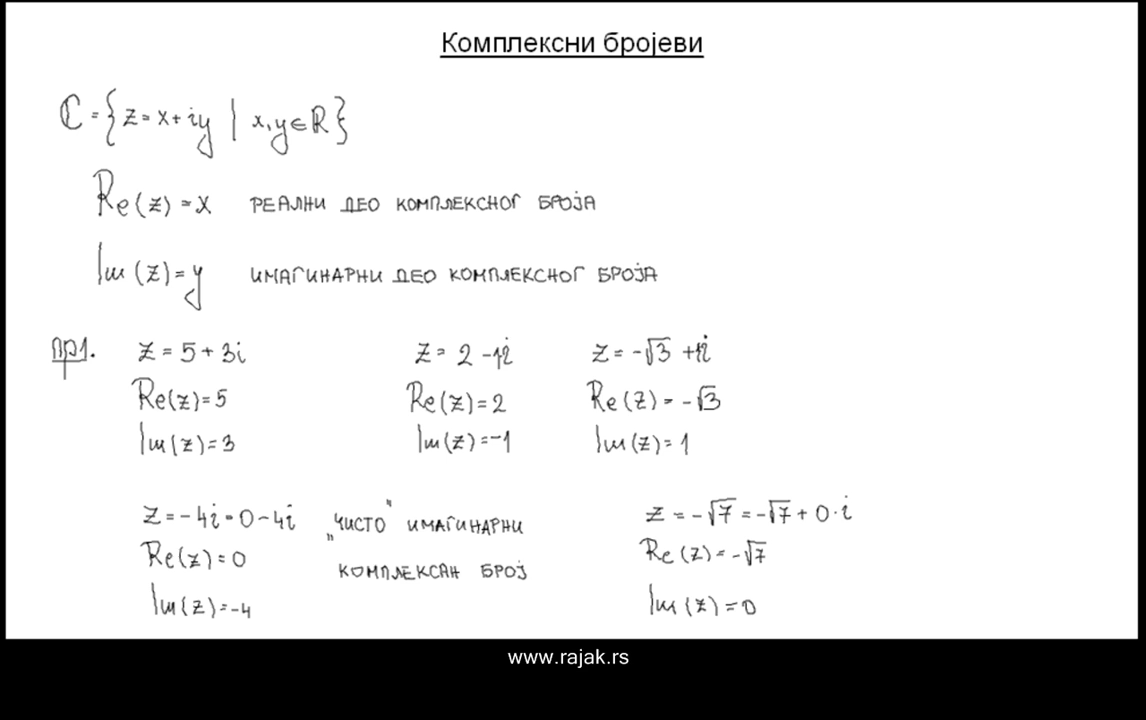 Комплексни бројеви
ℂ = {z = x + iy | x, y ∈ ℝ}
Re(z) = x РЕАЛНИ ДЕО КОМПЛЕКСНОГ БРОЈА
Im(z) = y ИМАГИНАРНИ ДЕО КОМПЛЕКСНОГ БРОЈА
ПР1. z = 5 + 3i z = 2 - 1i z = -√3 + 1i
Re(z) = 5 Re(z) = 2 Re(z) = -√3
Im(z) = 3 Im(z) = -1 Im(z) = 1
z = -4i = 0 - 4i „ЧИСТО" ИМАГИНАРНИ z = -√7 = -√7 + 0·i
Re(z) = 0 КОМПЛЕКСАН БРОЈ Re(z) = -√7
Im(z) = -4 Im(z) = 0
www.rajak.rs